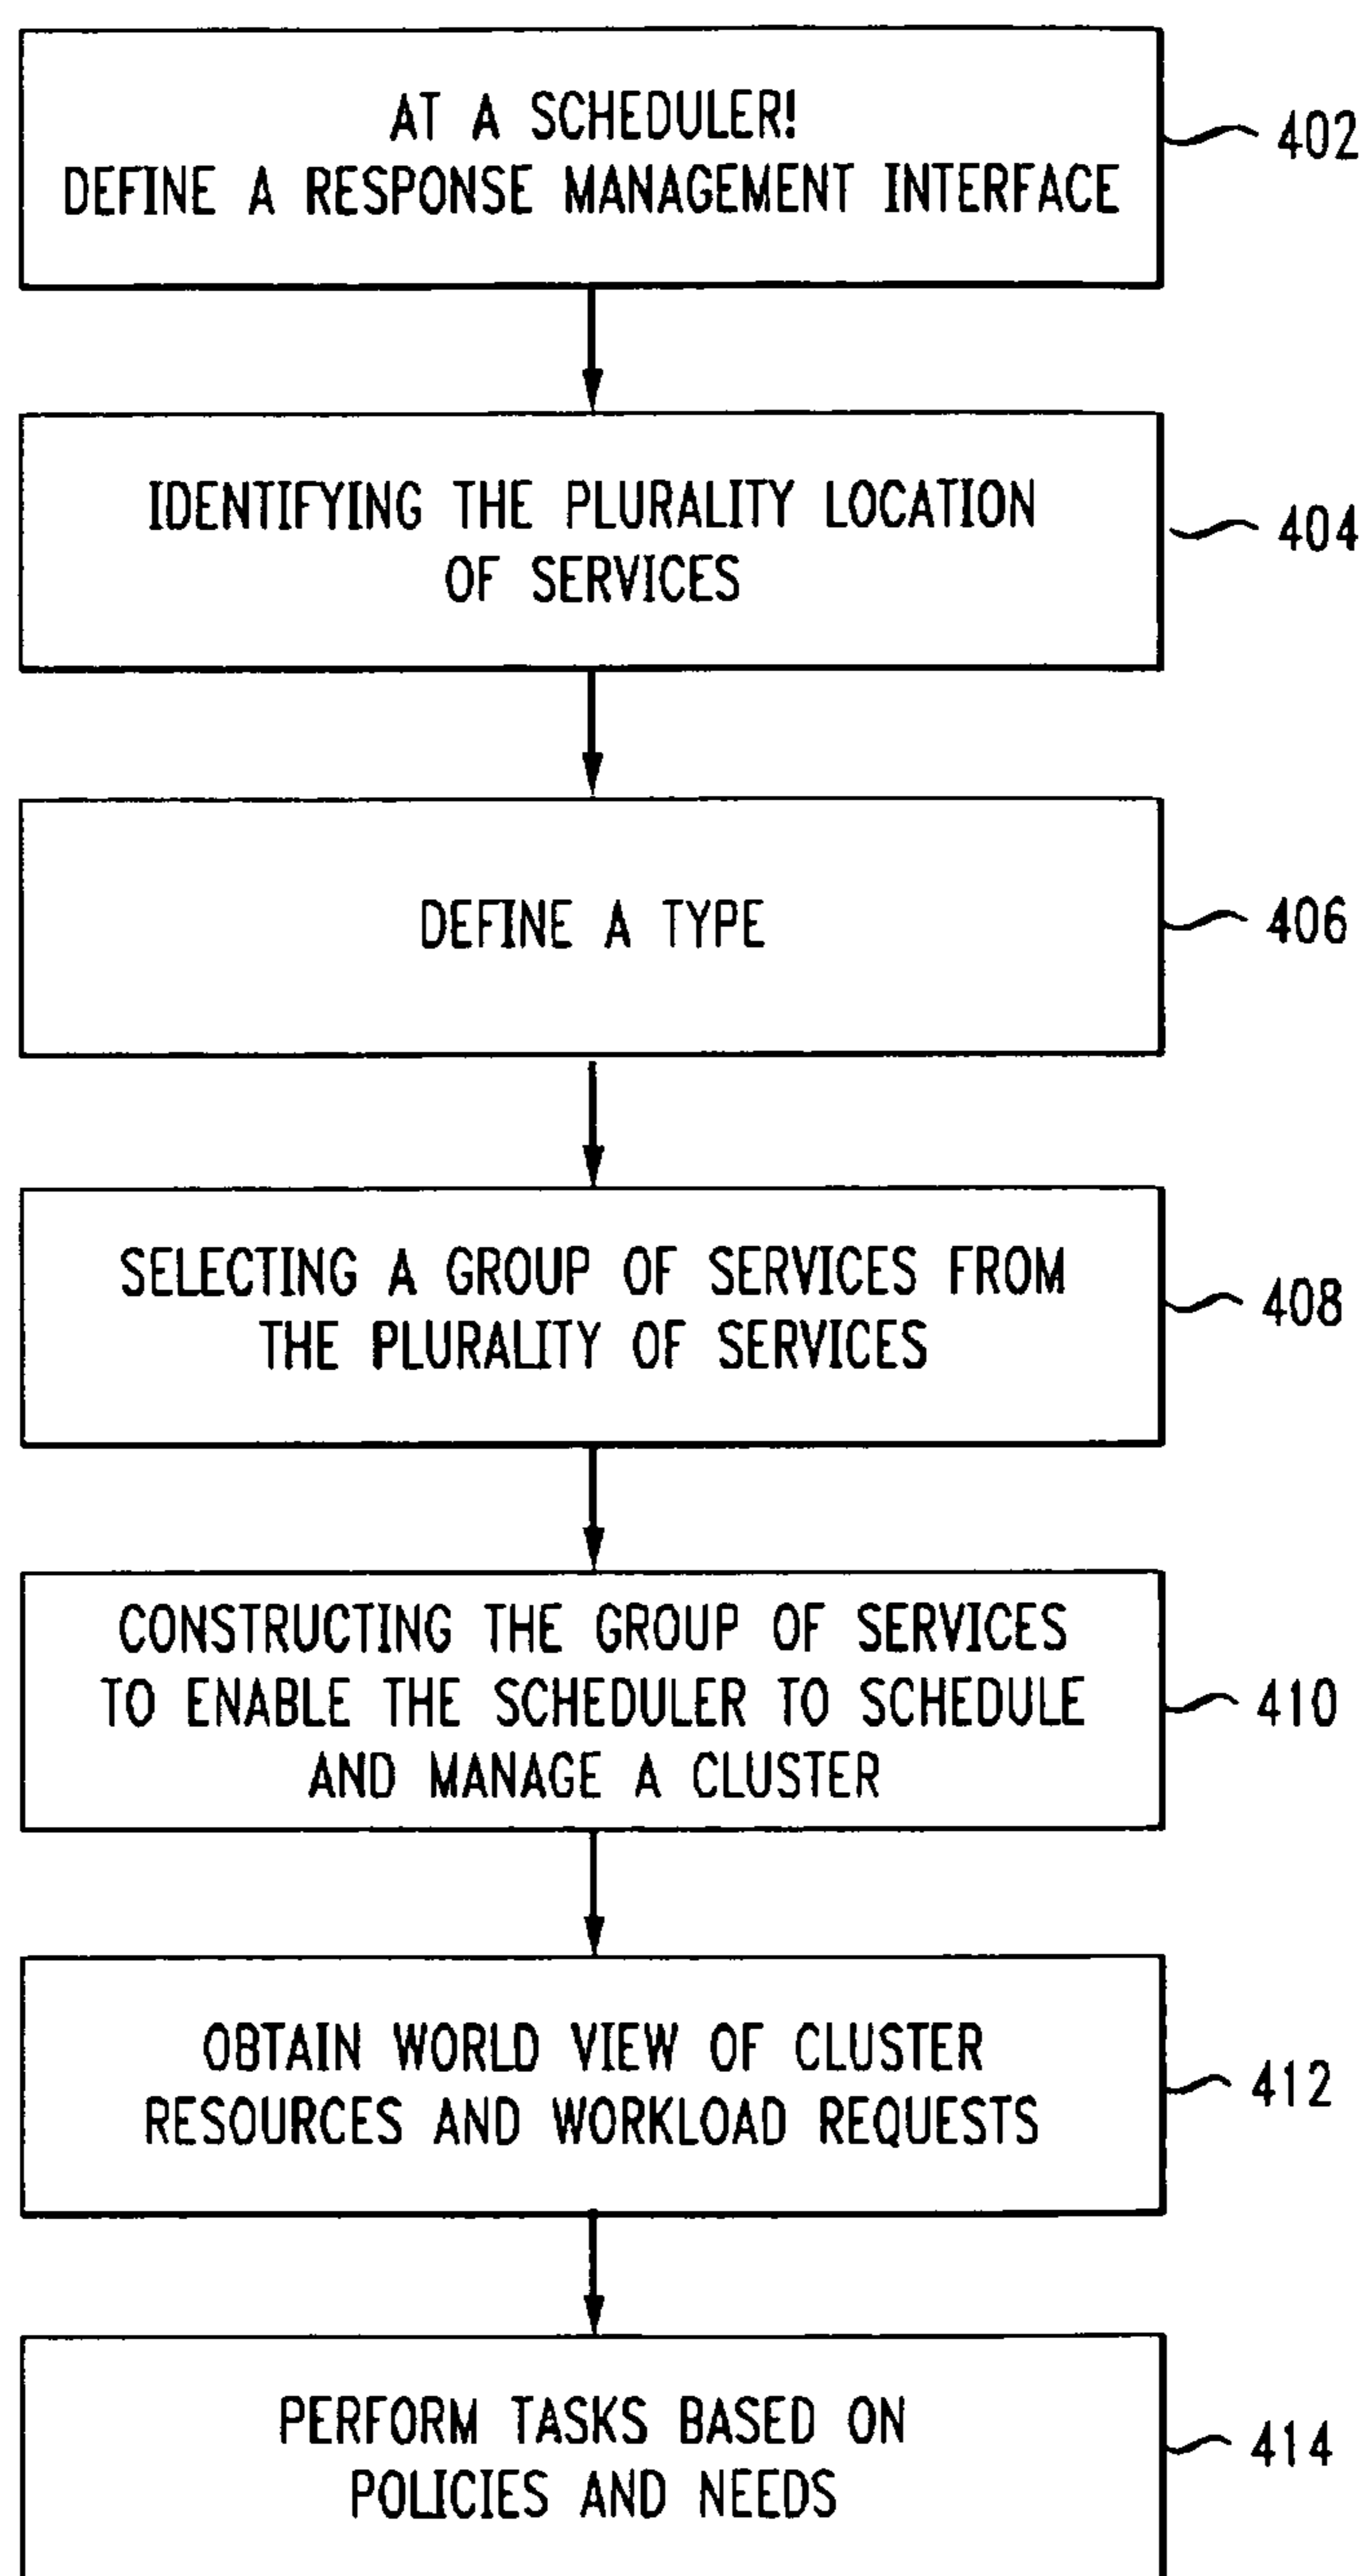 AT A SCHEDULER!
DEFINE A RESPONSE MANAGEMENT INTERFACE
402
IDENTIFYING THE PLURALITY LOCATION
OF SERVICES
404
DEFINE A TYPE
406
SELECTING A GROUP OF SERVICES FROM
THE PLURALITY OF SERVICES
408
CONSTRUCTING THE GROUP OF SERVICES
TO ENABLE THE SCHEDULER TO SCHEDULE
AND MANAGE A CLUSTER
410
OBTAIN WORLD VIEW OF CLUSTER
RESOURCES AND WORKLOAD REQUESTS
412
PERFORM TASKS BASED ON
POLICIES AND NEEDS
414